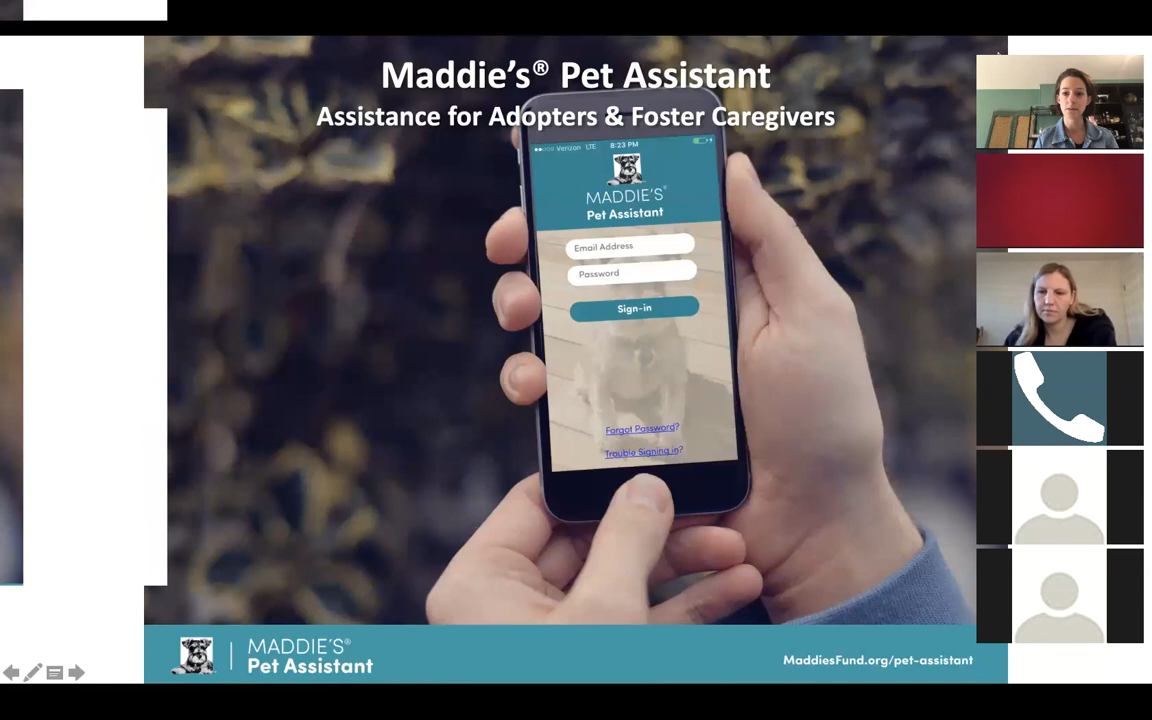 Maddie's® Pet Assistant
Assistance for Adopters & Foster Caregivers
Verizon LTE 8:23 PM
MADDIE'S®
Pet Assistant
Email Address
Password
Sign-in
Forgot Password?
Trouble Signing in?
MADDIE'S®
Pet Assistant
MaddiesFund.org/pet-assistant